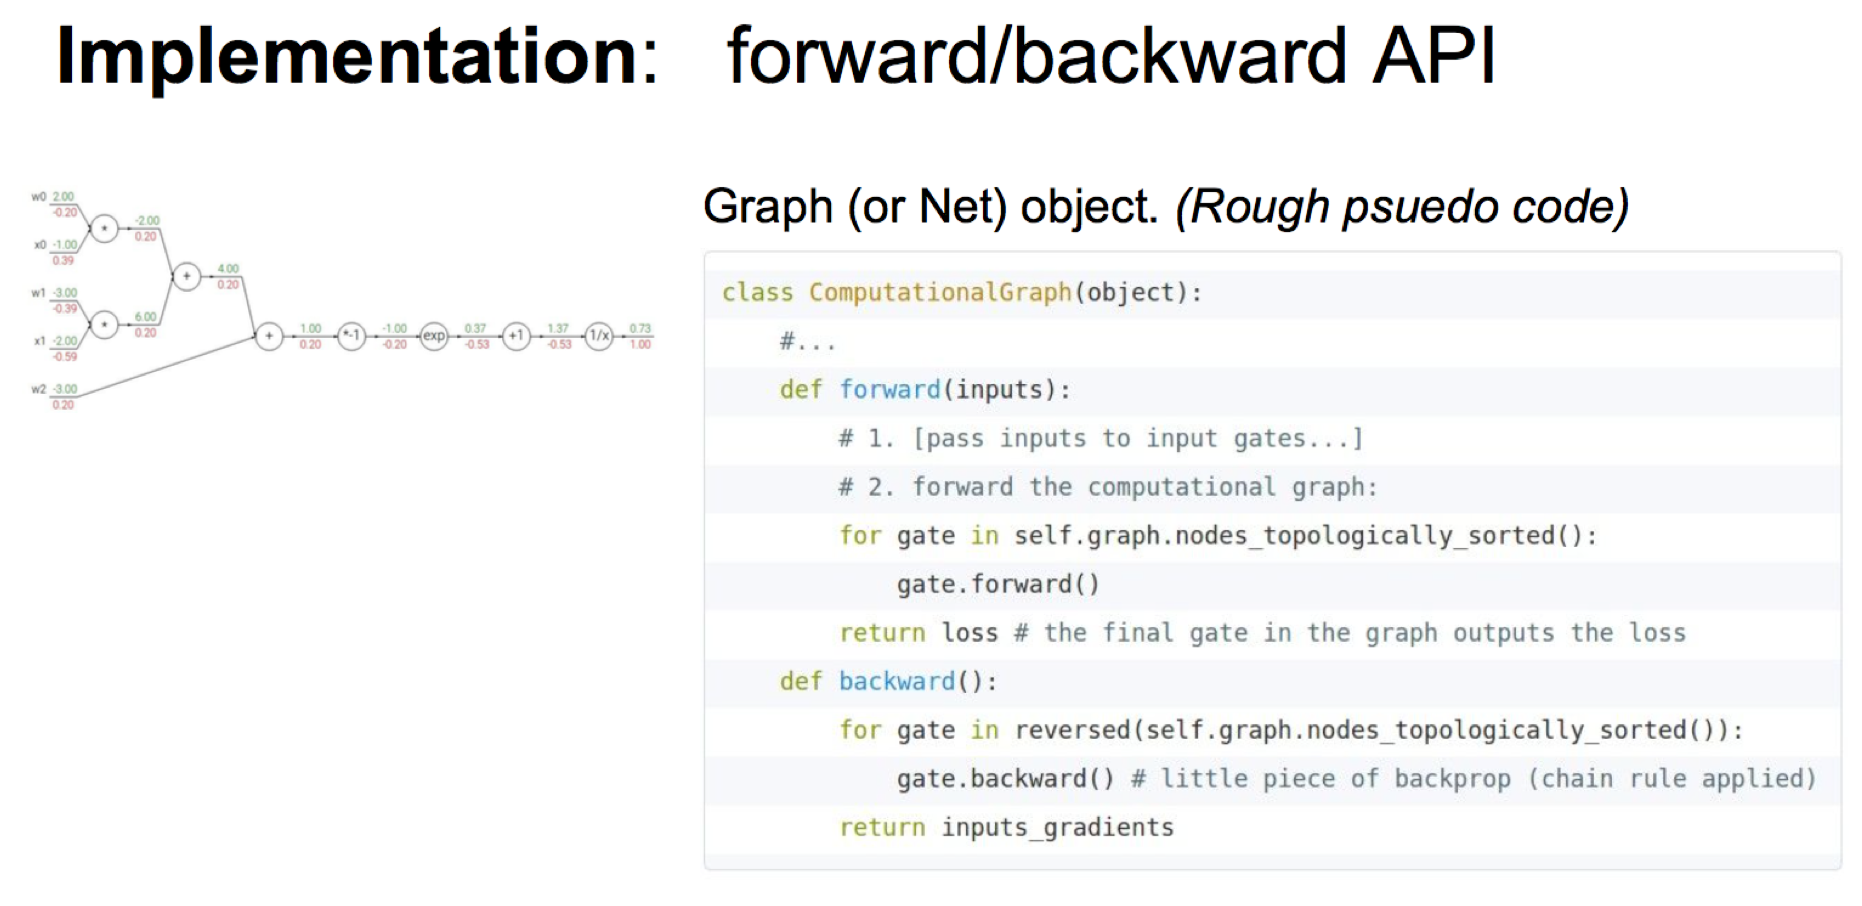 Implementation: forward/backward API
Graph (or Net) object. (Rough psuedo code)
w0 2.00
-0.20
x0 -1.00
0.39
w1 -3.00
-0.39
x1 -2.00
-0.59
w2 -3.00
0.20
*
-2.00
0.20
*
6.00
0.20
+
4.00
0.20
+
1.00
0.20
*-1
-1.00
-0.20
exp
0.37
-0.53
+1
1.37
-0.53
1/x
0.73
1.00
class ComputationalGraph(object):
#...
def forward(inputs):
# 1. [pass inputs to input gates...]
# 2. forward the computational graph:
for gate in self.graph.nodes_topologically_sorted():
gate.forward()
return loss # the final gate in the graph outputs the loss
def backward():
for gate in reversed(self.graph.nodes_topologically_sorted()):
gate.backward() # little piece of backprop (chain rule applied)
return inputs_gradients